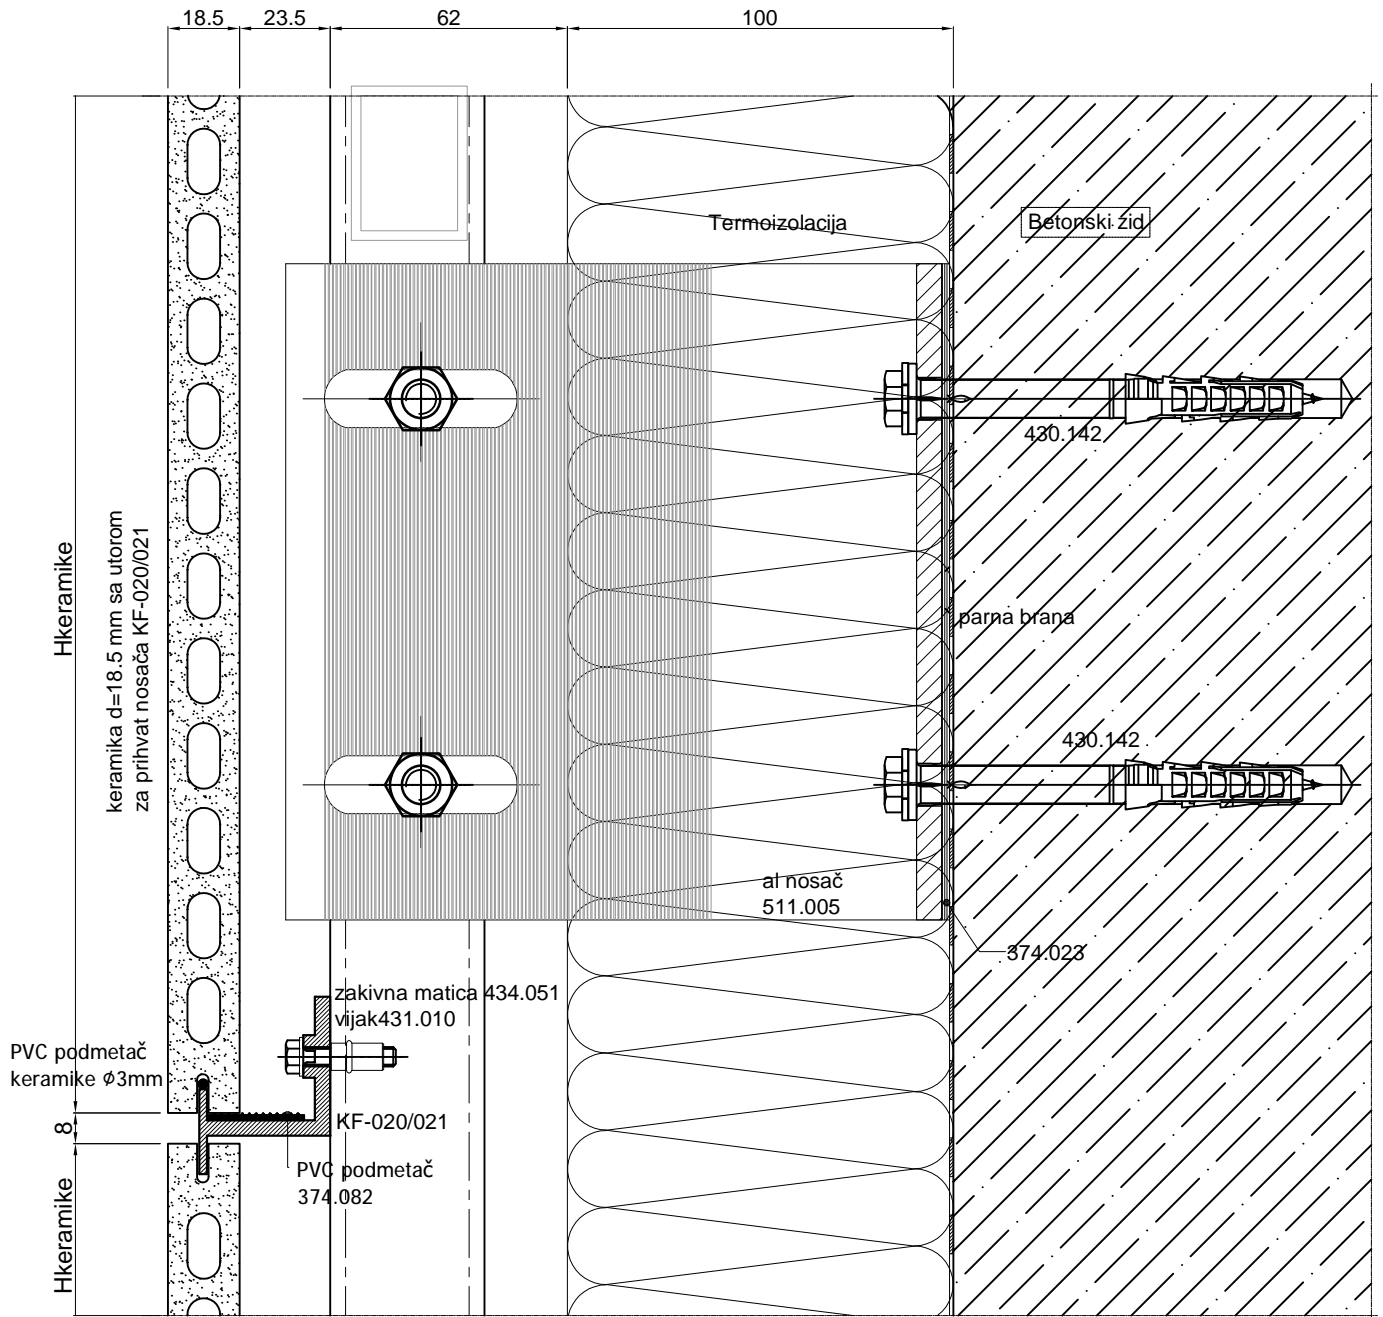 18.5
23.5
62
100
Termoizolacija
Betonski zid
430.142
Hkeramike
keramika d=18.5 mm sa utorom
za prihvat nosača KF-020/021
parna brana
430.142
al nosač
511.005
374.023
zakivna matica 434.051
vijak431.010
PVC podmetač
keramike Φ3mm
8
KF-020/021
PVC podmetač
374.082
Hkeramike